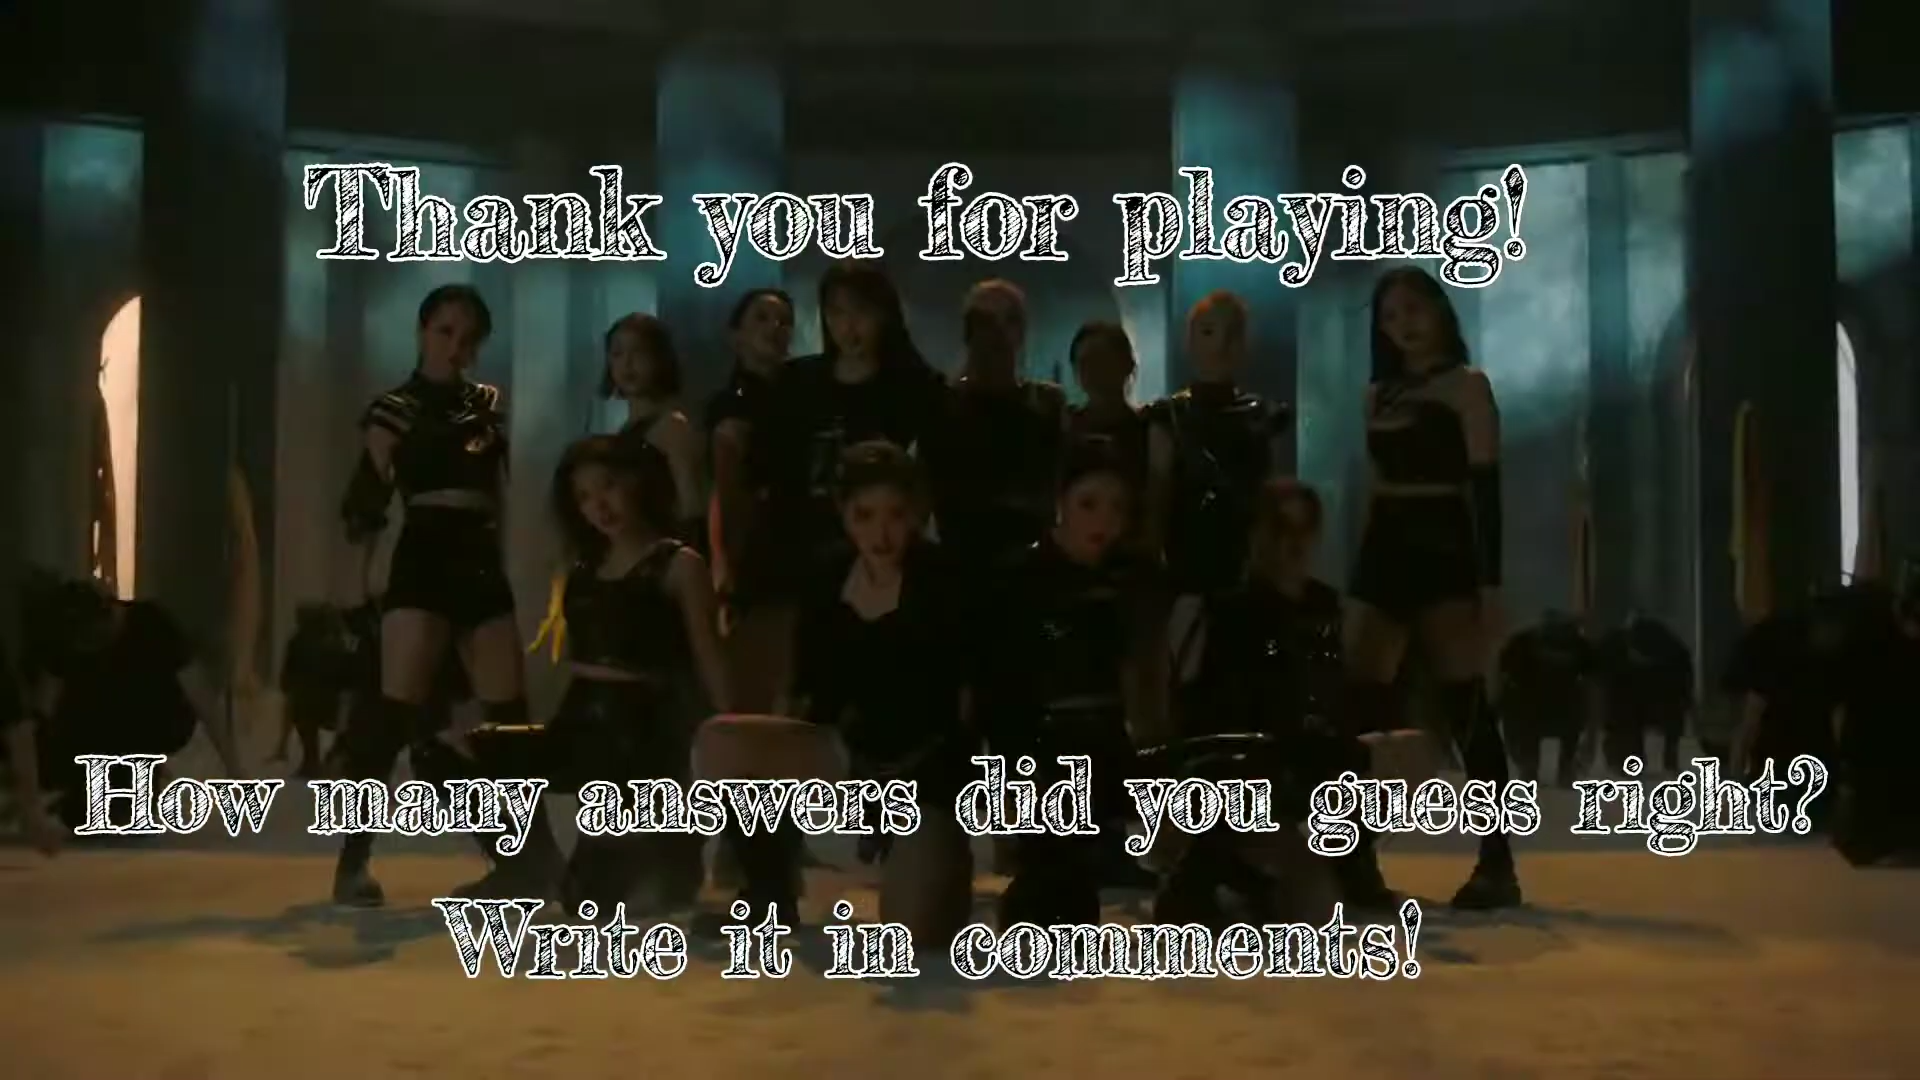 Thank you for playing!
How many answers did you guess right?
Write it in comments!